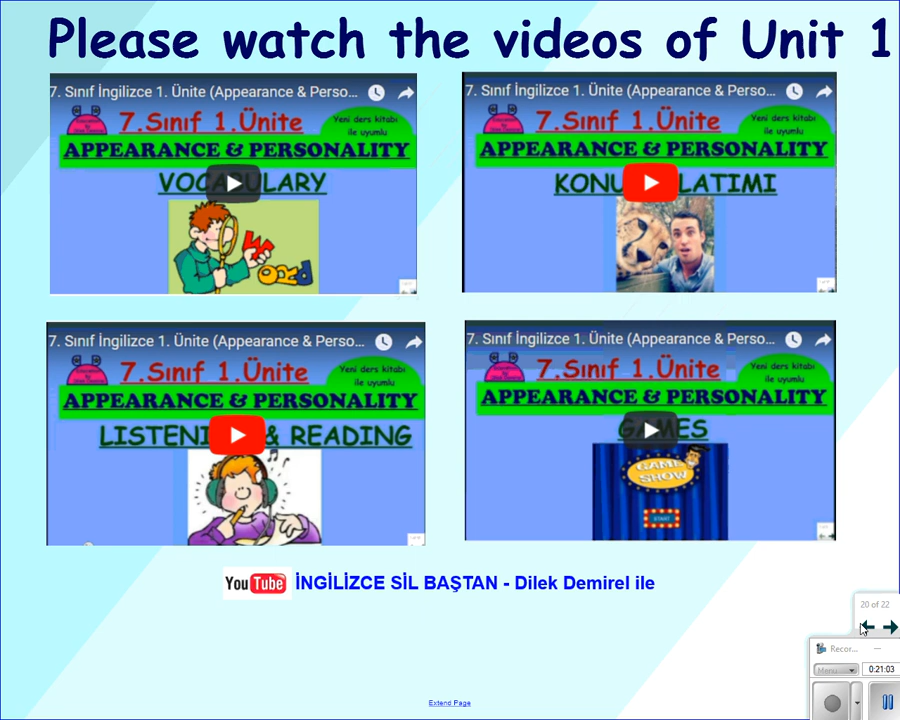 Please watch the videos of Unit 1
7. Sınıf İngilizce 1. Ünite (Appearance & Perso...
7.Sınıf 1.Ünite
Yeni ders kitabı
ile uyumlu
APPEARANCE & PERSONALITY
VOCABULARY
WORD
7. Sınıf İngilizce 1. Ünite (Appearance & Perso...
7.Sınıf 1.Ünite
Yeni ders kitabı
ile uyumlu
APPEARANCE & PERSONALITY
KONU LATIMI
7. Sınıf İngilizce 1. Ünite (Appearance & Perso...
7.Sınıf 1.Ünite
Yeni ders kitabı
ile uyumlu
APPEARANCE & PERSONALITY
LISTENI & READING
7. Sınıf İngilizce 1. Ünite (Appearance & Perso...
7.Sınıf 1.Ünite
Yeni ders kitabı
ile uyumlu
APPEARANCE & PERSONALITY
GAMES
GAME
SHOW
START
YouTube İNGİLİZCE SİL BAŞTAN - Dilek Demirel ile
20 of 22
Recor...
Menu
0:21:03
Extend Page